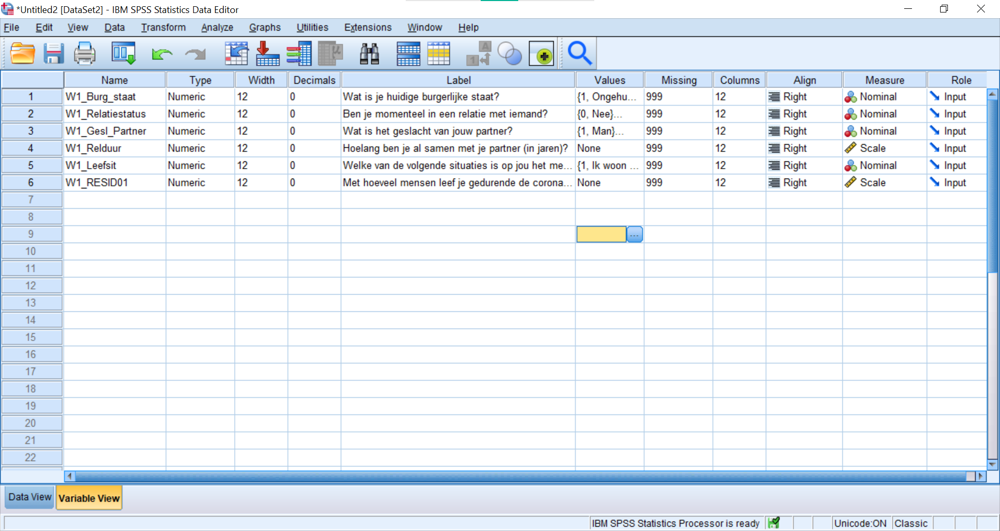 *Untitled2 [DataSet2] - IBM SPSS Statistics Data Editor
File Edit View Data Transform Analyze Graphs Utilities Extensions Window Help
Name Type Width Decimals Label Values Missing Columns Align Measure Role
1 W1_Burg_staat Numeric 12 0 Wat is je huidige burgerlijke staat? {1, Ongehu... 999 12 Right Nominal Input
2 W1_Relatiestatus Numeric 12 0 Ben je momenteel in een relatie met iemand? {0, Nee}... 999 12 Right Nominal Input
3 W1_Gesl_Partner Numeric 12 0 Wat is het geslacht van jouw partner? {1, Man}... 999 12 Right Nominal Input
4 W1_Relduur Numeric 12 0 Hoelang ben je al samen met je partner (in jaren)? None 999 12 Right Scale Input
5 W1_Leefsit Numeric 12 0 Welke van de volgende situaties is op jou het me... {1, Ik woon ... 999 12 Right Nominal Input
6 W1_RESID01 Numeric 12 0 Met hoeveel mensen leef je gedurende de corona... None 999 12 Right Scale Input
7
8
9 ...
10
11
12
13
14
15
16
17
18
19
20
21
22
Data View Variable View
IBM SPSS Statistics Processor is ready Unicode:ON Classic